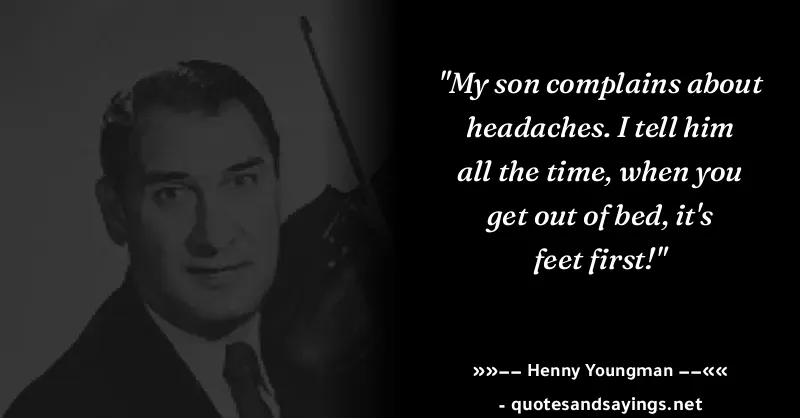 "My son complains about
headaches. I tell him
all the time, when you
get out of bed, it's
feet first!"
»»−− Henny Youngman −−««
- quotesandsayings.net